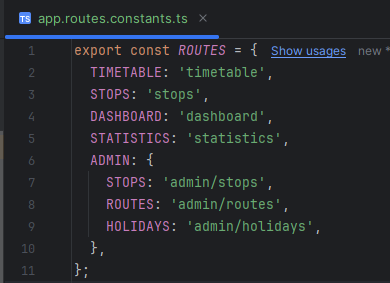 TS app.routes.constants.ts ×
1 export const ROUTES = { Show usages new *
2 TIMETABLE: 'timetable',
3 STOPS: 'stops',
4 DASHBOARD: 'dashboard',
5 STATISTICS: 'statistics',
6 ADMIN: {
7 STOPS: 'admin/stops',
8 ROUTES: 'admin/routes',
9 HOLIDAYS: 'admin/holidays',
10 },
11 };